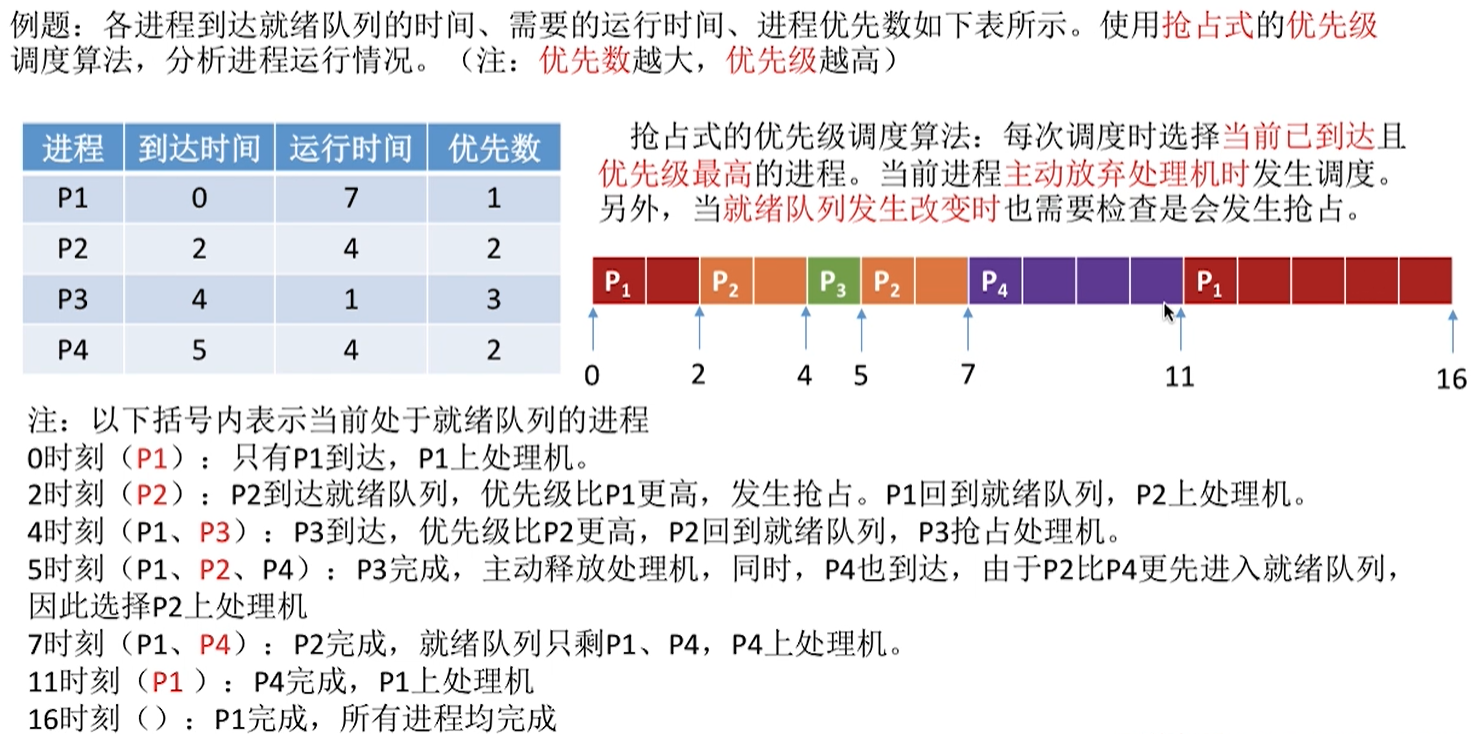 例题：各进程到达就绪队列的时间、需要的运行时间、进程优先数如下表所示。使用抢占式的优先级
调度算法，分析进程运行情况。（注：优先数越大，优先级越高）
进程 到达时间 运行时间 优先数
P1 0 7 1
P2 2 4 2
P3 4 1 3
P4 5 4 2
抢占式的优先级调度算法：每次调度时选择当前已到达且
优先级最高的进程。当前进程主动放弃处理机时发生调度。
另外，当就绪队列发生改变时也需要检查是会发生抢占。
P1 P2 P3 P2 P4 P1
0 2 4 5 7 11 16
注：以下括号内表示当前处于就绪队列的进程
0时刻（P1）：只有P1到达，P1上处理机。
2时刻（P2）：P2到达就绪队列，优先级比P1更高，发生抢占。P1回到就绪队列，P2上处理机。
4时刻（P1、P3）：P3到达，优先级比P2更高，P2回到就绪队列，P3抢占处理机。
5时刻（P1、P2、P4）：P3完成，主动释放处理机，同时，P4也到达，由于P2比P4更先进入就绪队列，
因此选择P2上处理机
7时刻（P1、P4）：P2完成，就绪队列只剩P1、P4，P4上处理机。
11时刻（P1 ）：P4完成，P1上处理机
16时刻（）：P1完成，所有进程均完成